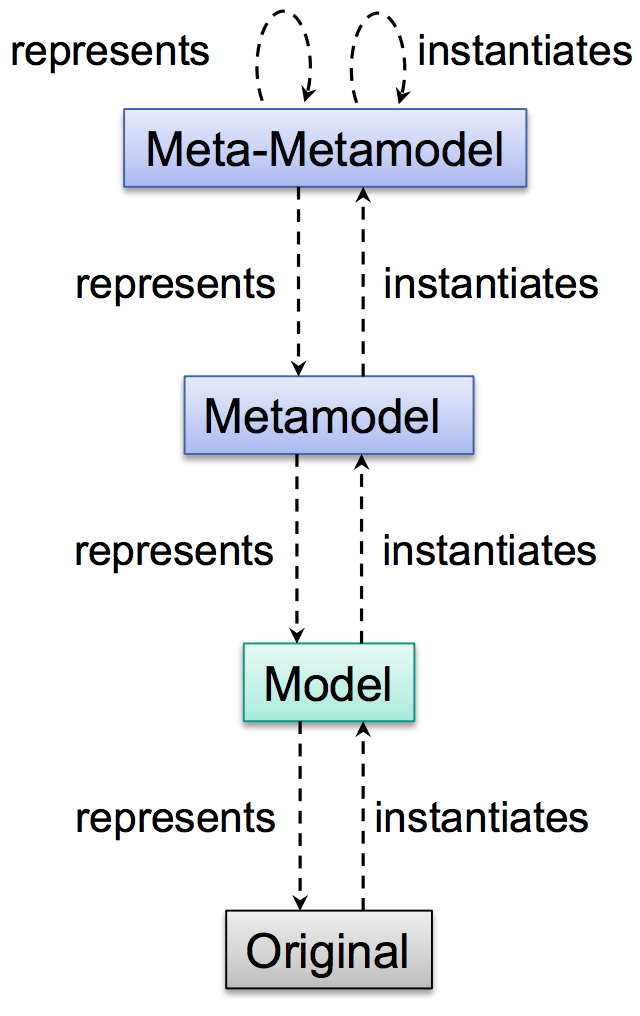 represents instantiates
Meta-Metamodel
represents instantiates
Metamodel
represents instantiates
Model
represents instantiates
Original